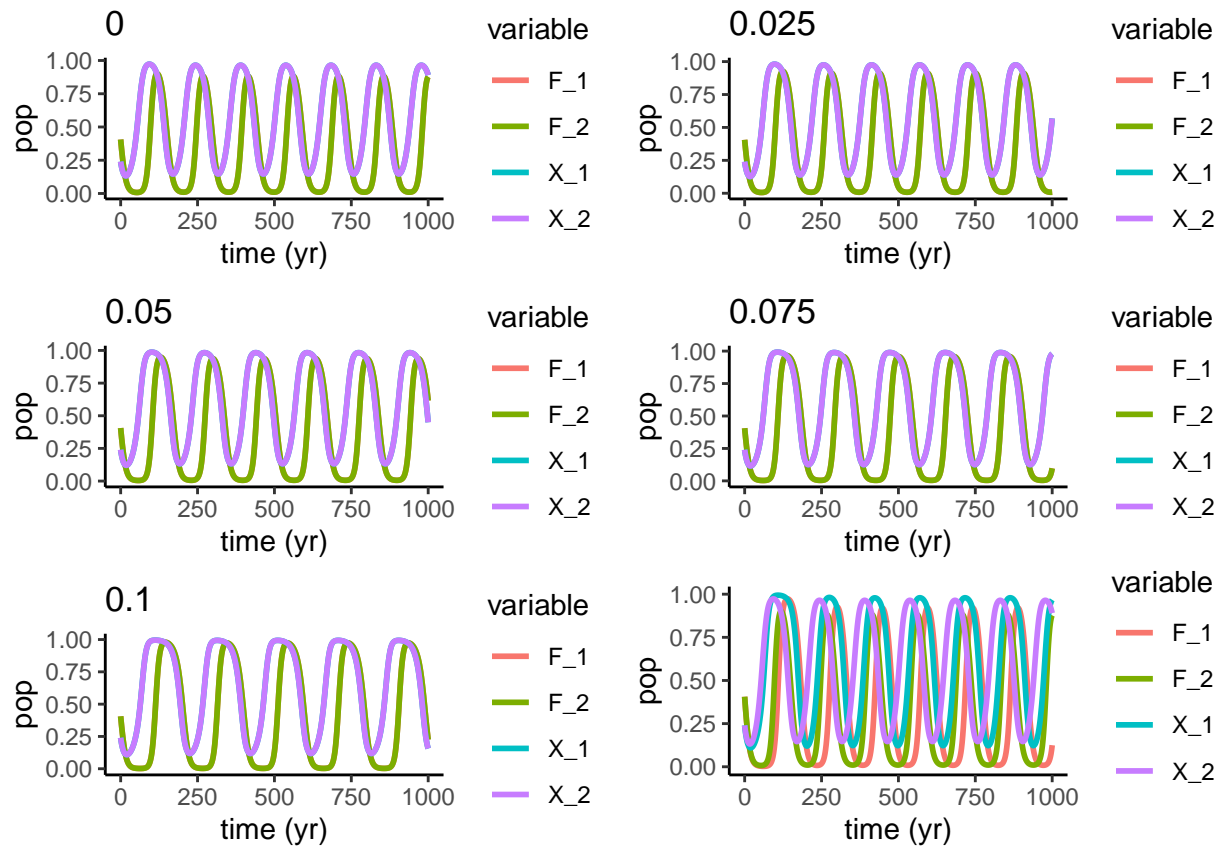 0
pop
1.00
0.75
0.50
0.25
0.00
0 250 500 750 1000
time (yr)
variable
F_1
F_2
X_1
X_2
0.025
pop
1.00
0.75
0.50
0.25
0.00
0 250 500 750 1000
time (yr)
variable
F_1
F_2
X_1
X_2
0.05
pop
1.00
0.75
0.50
0.25
0.00
0 250 500 750 1000
time (yr)
variable
F_1
F_2
X_1
X_2
0.075
pop
1.00
0.75
0.50
0.25
0.00
0 250 500 750 1000
time (yr)
variable
F_1
F_2
X_1
X_2
0.1
pop
1.00
0.75
0.50
0.25
0.00
0 250 500 750 1000
time (yr)
variable
F_1
F_2
X_1
X_2
pop
1.00
0.75
0.50
0.25
0.00
0 250 500 750 1000
time (yr)
variable
F_1
F_2
X_1
X_2